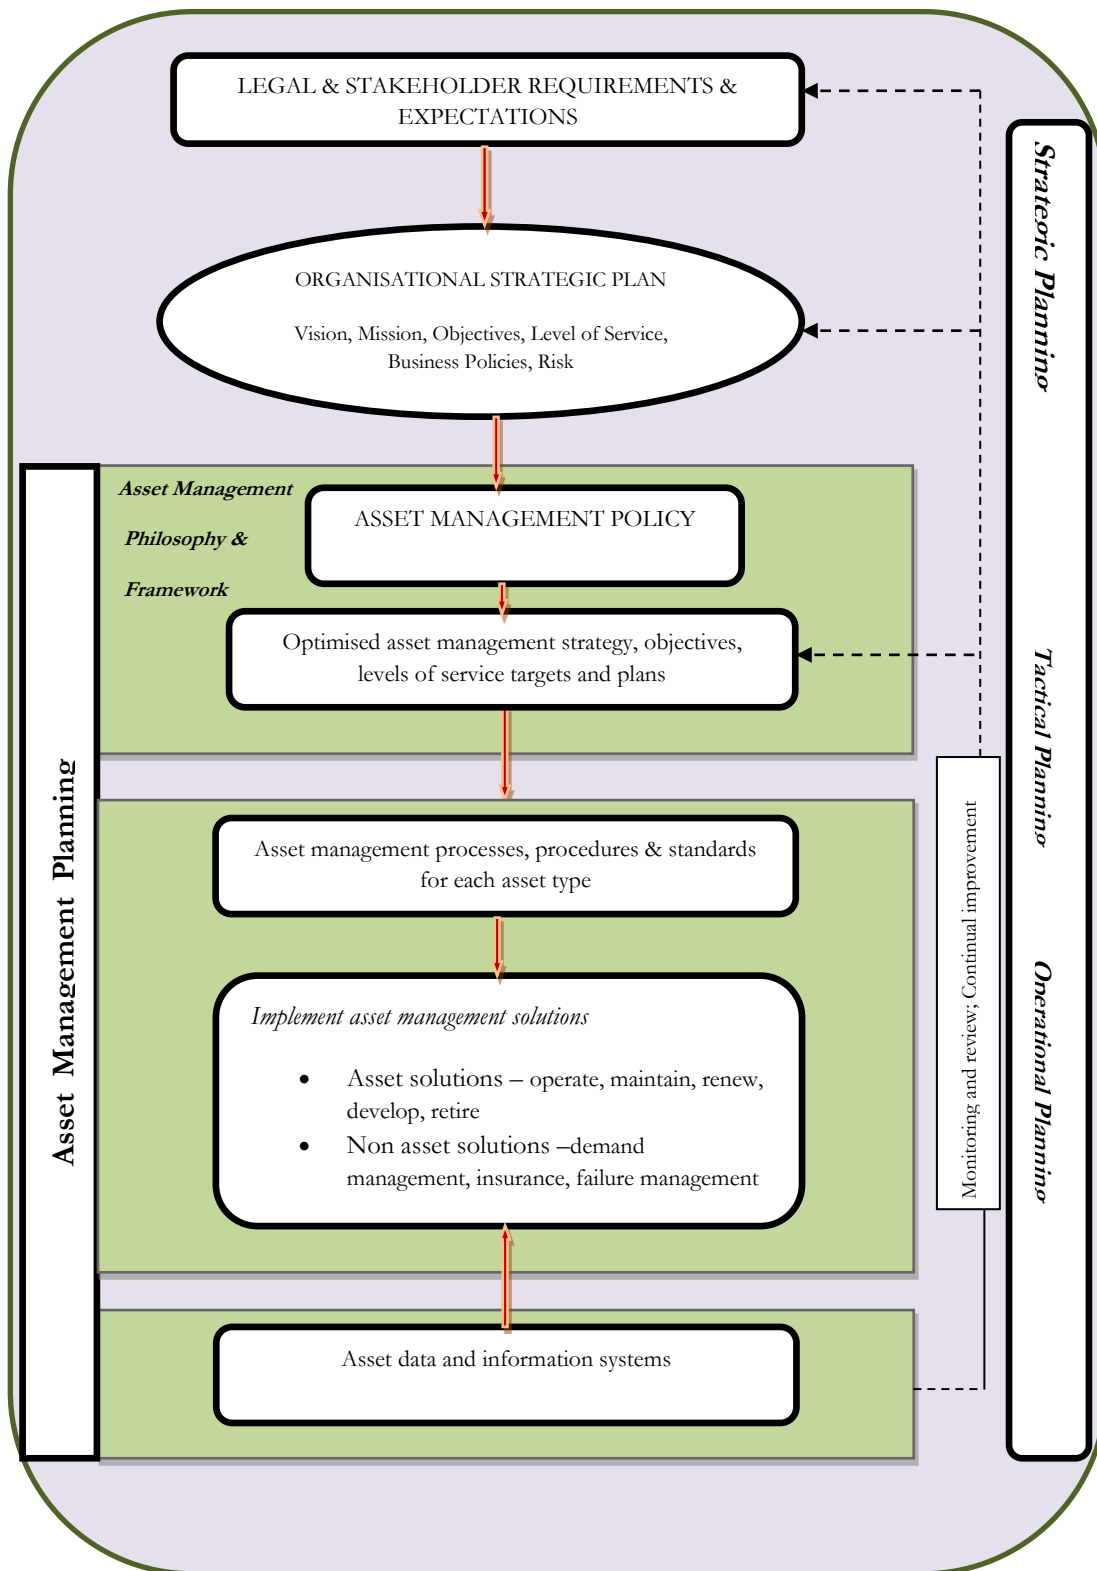 LEGAL & STAKEHOLDER REQUIREMENTS &
EXPECTATIONS
ORGANISATIONAL STRATEGIC PLAN
Vision, Mission, Objectives, Level of Service,
Business Policies, Risk
Asset Management
Philosophy &
Framework
ASSET MANAGEMENT POLICY
Optimised asset management strategy, objectives,
levels of service targets and plans
Asset management processes, procedures & standards
for each asset type
Implement asset management solutions
• Asset solutions – operate, maintain, renew,
develop, retire
• Non asset solutions –demand
management, insurance, failure management
Asset data and information systems
Asset Management Planning
Monitoring and review; Continual improvement
Strategic Planning
Tactical Planning
Operational Planning